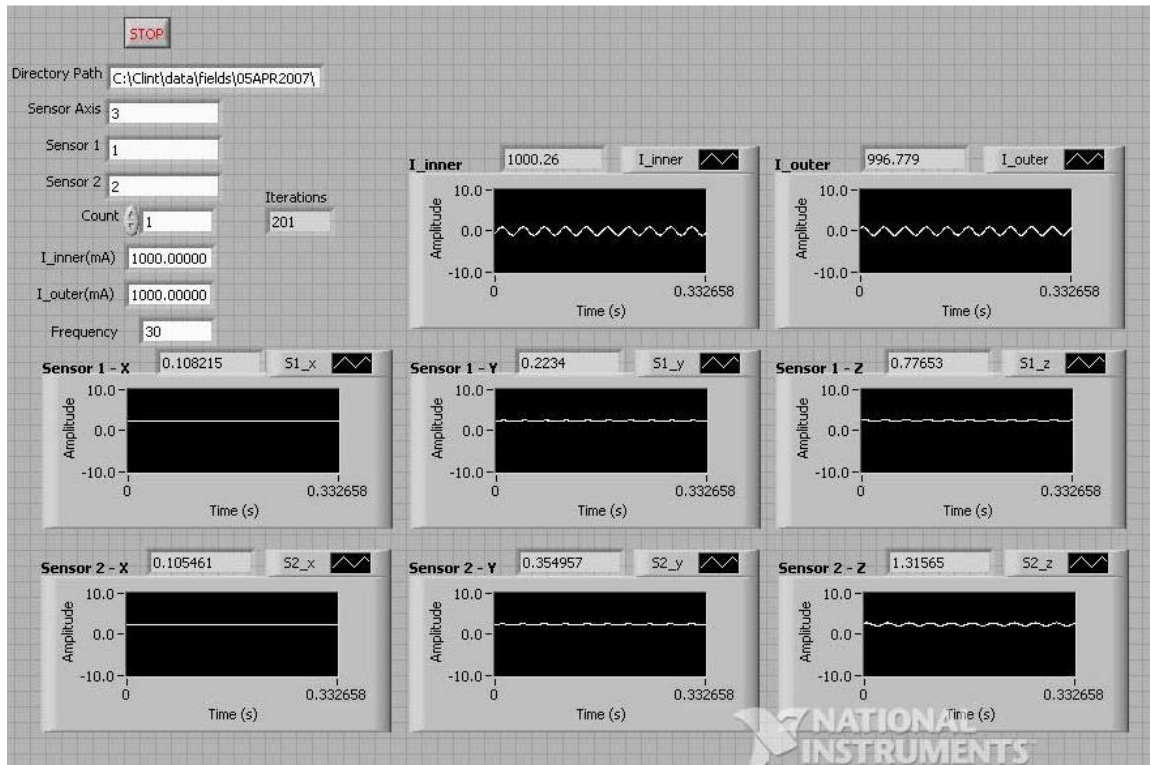 STOP
Directory Path C:\Clint\data\fields\05APR2007\
Sensor Axis 3
Sensor 1 1
Sensor 2 2
Count 1
Iterations
201
I_inner(mA) 1000.00000
I_outer(mA) 1000.00000
Frequency 30
I_inner 1000.26 I_inner
10.0
0.0
-10.0
Amplitude
0 0.332658
Time (s)
I_outer 996.779 I_outer
10.0
0.0
-10.0
Amplitude
0 0.332658
Time (s)
Sensor 1 - X 0.108215 S1_x
10.0
0.0
-10.0
Amplitude
0 0.332658
Time (s)
Sensor 1 - Y 0.2234 S1_y
10.0
0.0
-10.0
Amplitude
0 0.332658
Time (s)
Sensor 1 - Z 0.77653 S1_z
10.0
0.0
-10.0
Amplitude
0 0.332658
Time (s)
Sensor 2 - X 0.105461 S2_x
10.0
0.0
-10.0
Amplitude
0 0.332658
Time (s)
Sensor 2 - Y 0.354957 S2_y
10.0
0.0
-10.0
Amplitude
0 0.332658
Time (s)
Sensor 2 - Z 1.31565 S2_z
10.0
0.0
-10.0
Amplitude
0 0.332658
Time (s)
NATIONAL
INSTRUMENTS